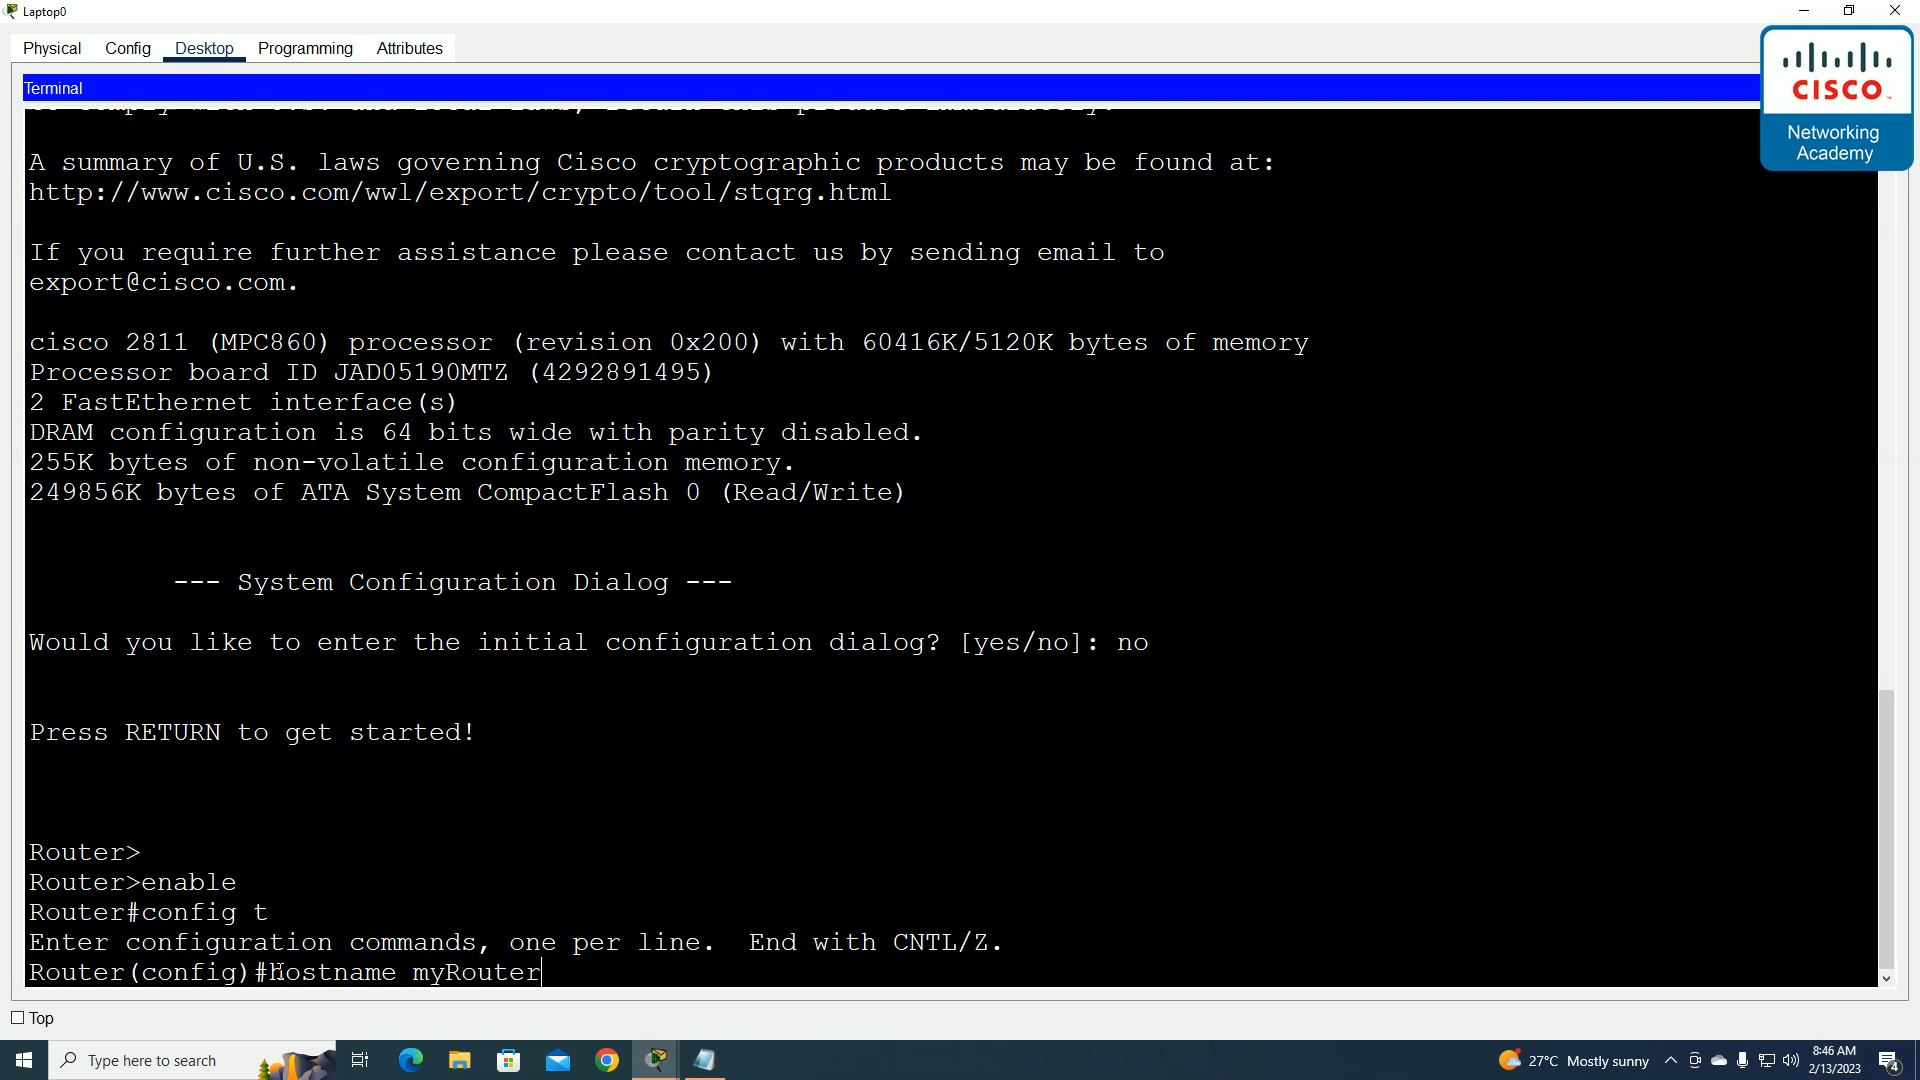 Laptop0
Physical Config Desktop Programming Attributes
CISCO
Networking
Academy
Terminal
A summary of U.S. laws governing Cisco cryptographic products may be found at:
http://www.cisco.com/wwl/export/crypto/tool/stqrg.html
If you require further assistance please contact us by sending email to
export@cisco.com.
cisco 2811 (MPC860) processor (revision 0x200) with 60416K/5120K bytes of memory
Processor board ID JAD05190MTZ (4292891495)
2 FastEthernet interface(s)
DRAM configuration is 64 bits wide with parity disabled.
255K bytes of non-volatile configuration memory.
249856K bytes of ATA System CompactFlash 0 (Read/Write)
--- System Configuration Dialog ---
Would you like to enter the initial configuration dialog? [yes/no]: no
Press RETURN to get started!
Router>
Router>enable
Router#config t
Enter configuration commands, one per line.  End with CNTL/Z.
Router(config)#hostname myRouter
Top
Type here to search
27°C Mostly sunny
8:46 AM
2/13/2023
4